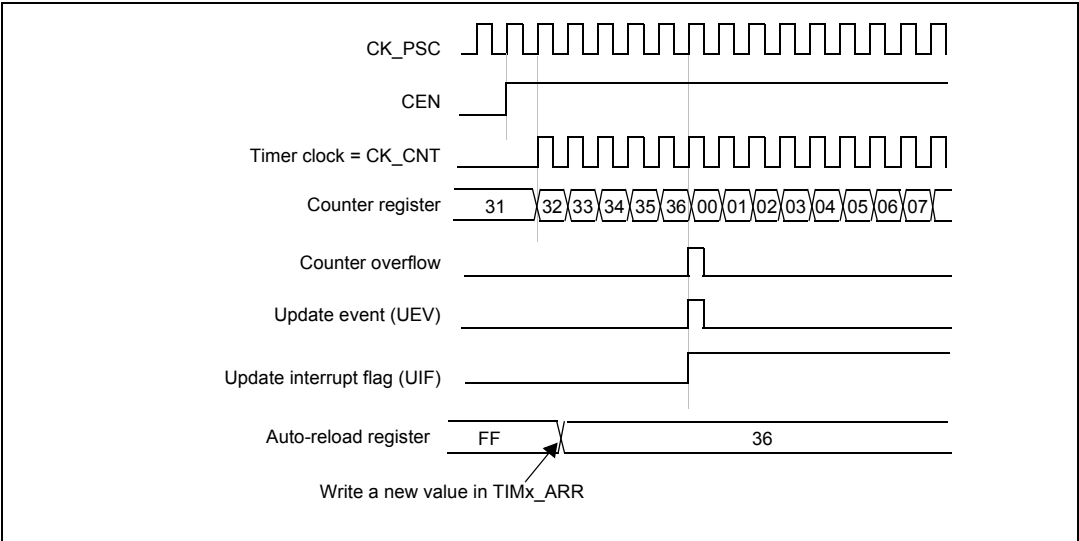 CK_PSC
CEN
Timer clock = CK_CNT
Counter register 31 32 33 34 35 36 00 01 02 03 04 05 06 07
Counter overflow
Update event (UEV)
Update interrupt flag (UIF)
Auto-reload register FF 36
Write a new value in TIMx_ARR